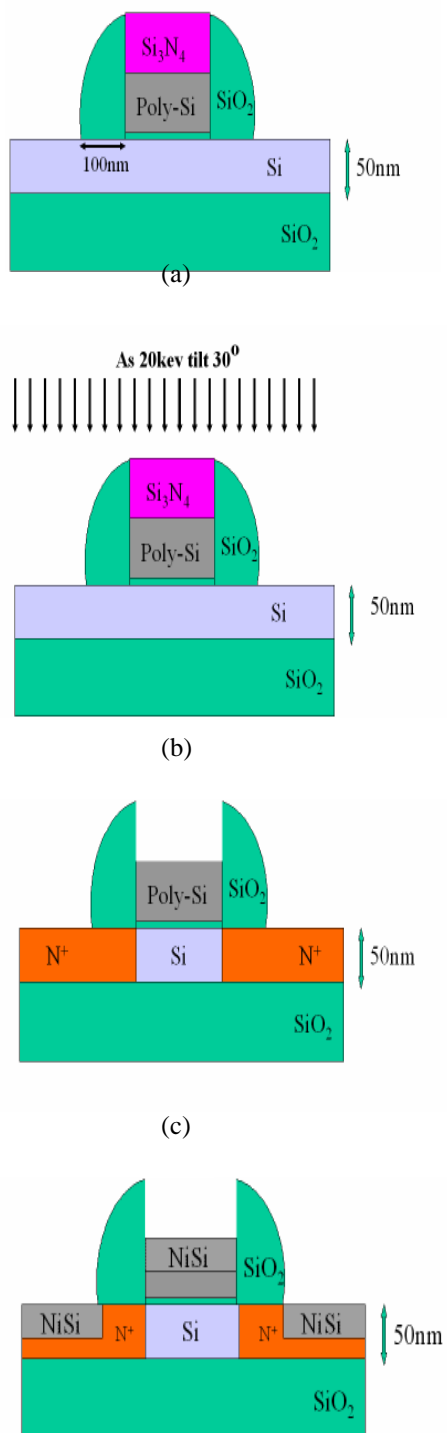 Si₃N₄
Poly-Si
SiO₂
100nm
Si
50nm
SiO₂
(a)
As 20kev tilt 30⁰
Si₃N₄
Poly-Si
SiO₂
Si
50nm
SiO₂
(b)
Poly-Si
SiO₂
N⁺
Si
N⁺
50nm
SiO₂
(c)
NiSi
SiO₂
NiSi
N⁺
Si
N⁺
NiSi
50nm
SiO₂